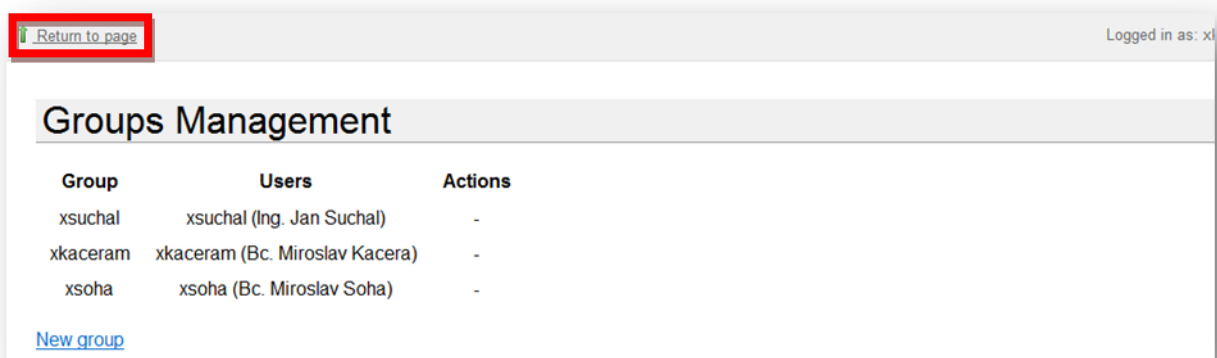 Return to page
Logged in as: xl
Groups Management
Group Users Actions
xsuchal xsuchal (Ing. Jan Suchal) -
xkaceram xkaceram (Bc. Miroslav Kacera) -
xsoha xsoha (Bc. Miroslav Soha) -
New group